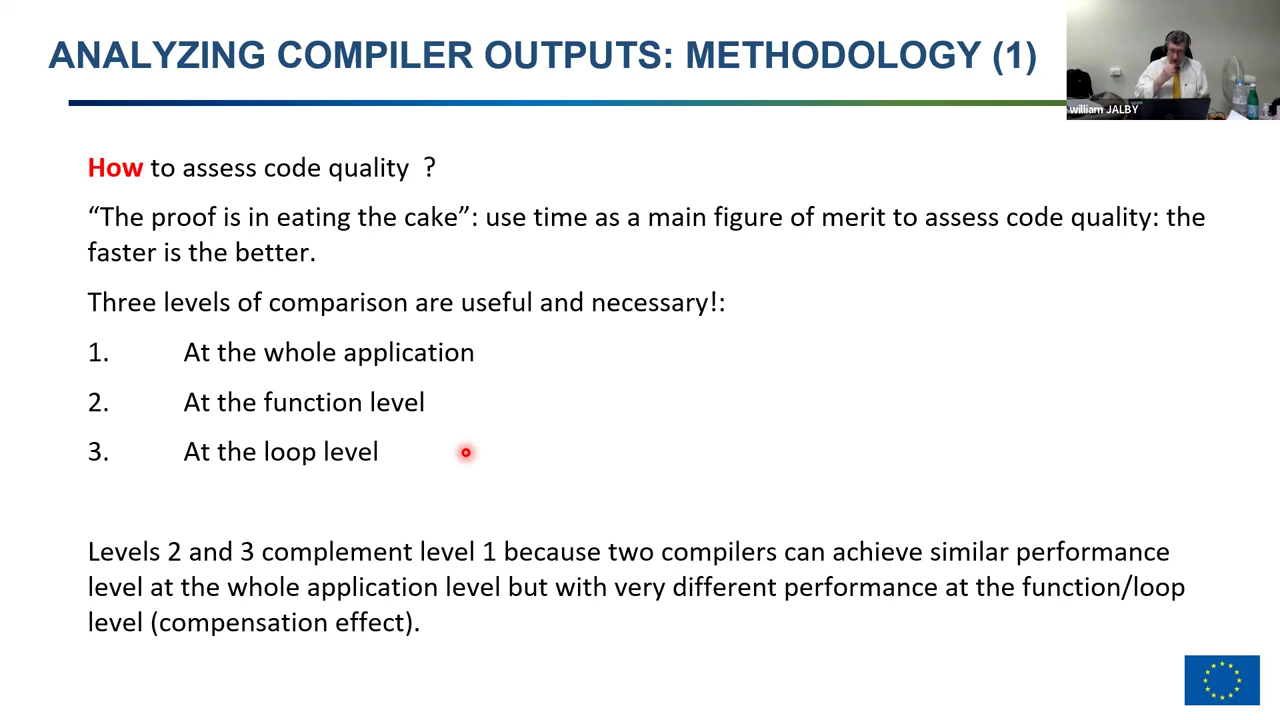 ANALYZING COMPILER OUTPUTS: METHODOLOGY (1)
william JALBY
How to assess code quality ?
“The proof is in eating the cake”: use time as a main figure of merit to assess code quality: the
faster is the better.
Three levels of comparison are useful and necessary!:
1. At the whole application
2. At the function level
3. At the loop level
Levels 2 and 3 complement level 1 because two compilers can achieve similar performance
level at the whole application level but with very different performance at the function/loop
level (compensation effect).